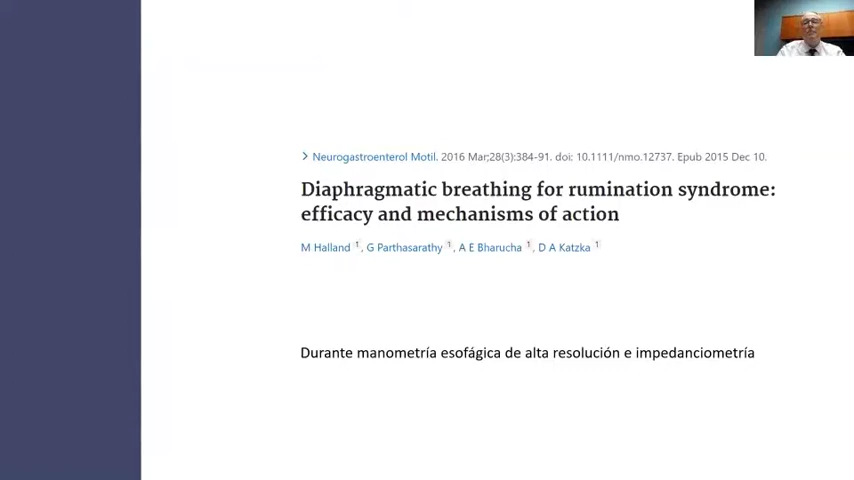 > Neurogastroenterol Motil. 2016 Mar;28(3):384-91. doi: 10.1111/nmo.12737. Epub 2015 Dec 10.
Diaphragmatic breathing for rumination syndrome:
efficacy and mechanisms of action
M Halland 1, G Parthasarathy 1, A E Bharucha 1, D A Katzka 1
Durante manometría esofágica de alta resolución e impedanciometría